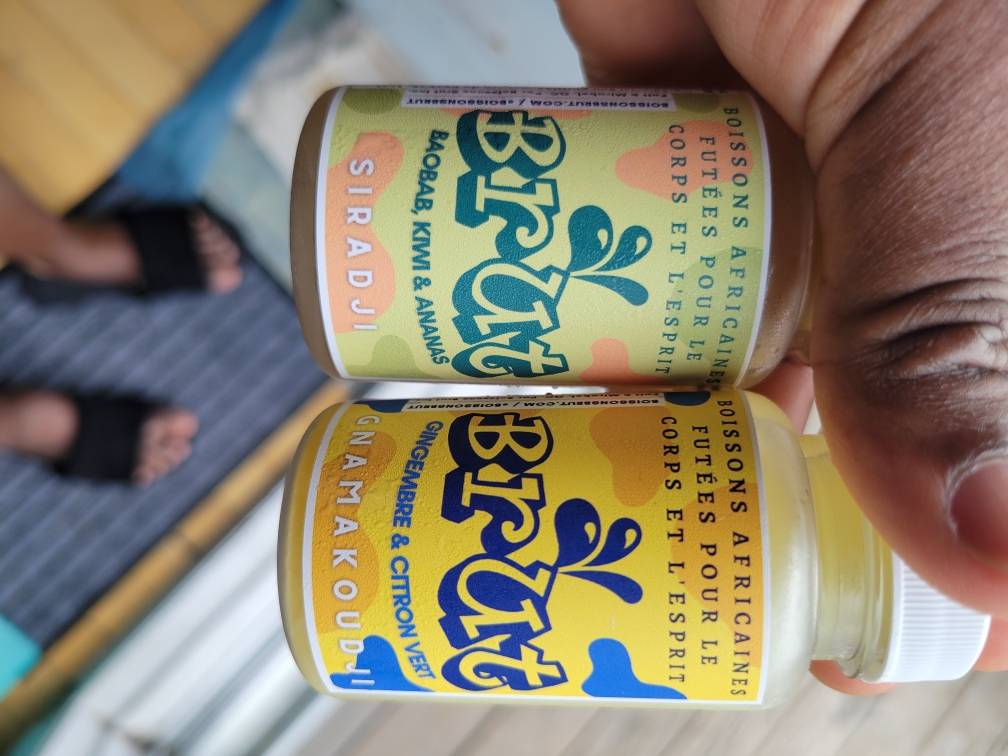 BOISSONS AFRICAINES
FUTÉES POUR LE
CORPS ET L'ESPRIT
Brut
BAOBAB, KIWI & ANANAS
SIRADJI
BOISSONSBRUT.COM / @BOISSONSBRUT
BOISSONS AFRICAINES
FUTÉES POUR LE
CORPS ET L'ESPRIT
Brut
GINGEMBRE & CITRON VERT
GNAMAKOUDJI
BOISSONSBRUT.COM / @BOISSONSBRUT